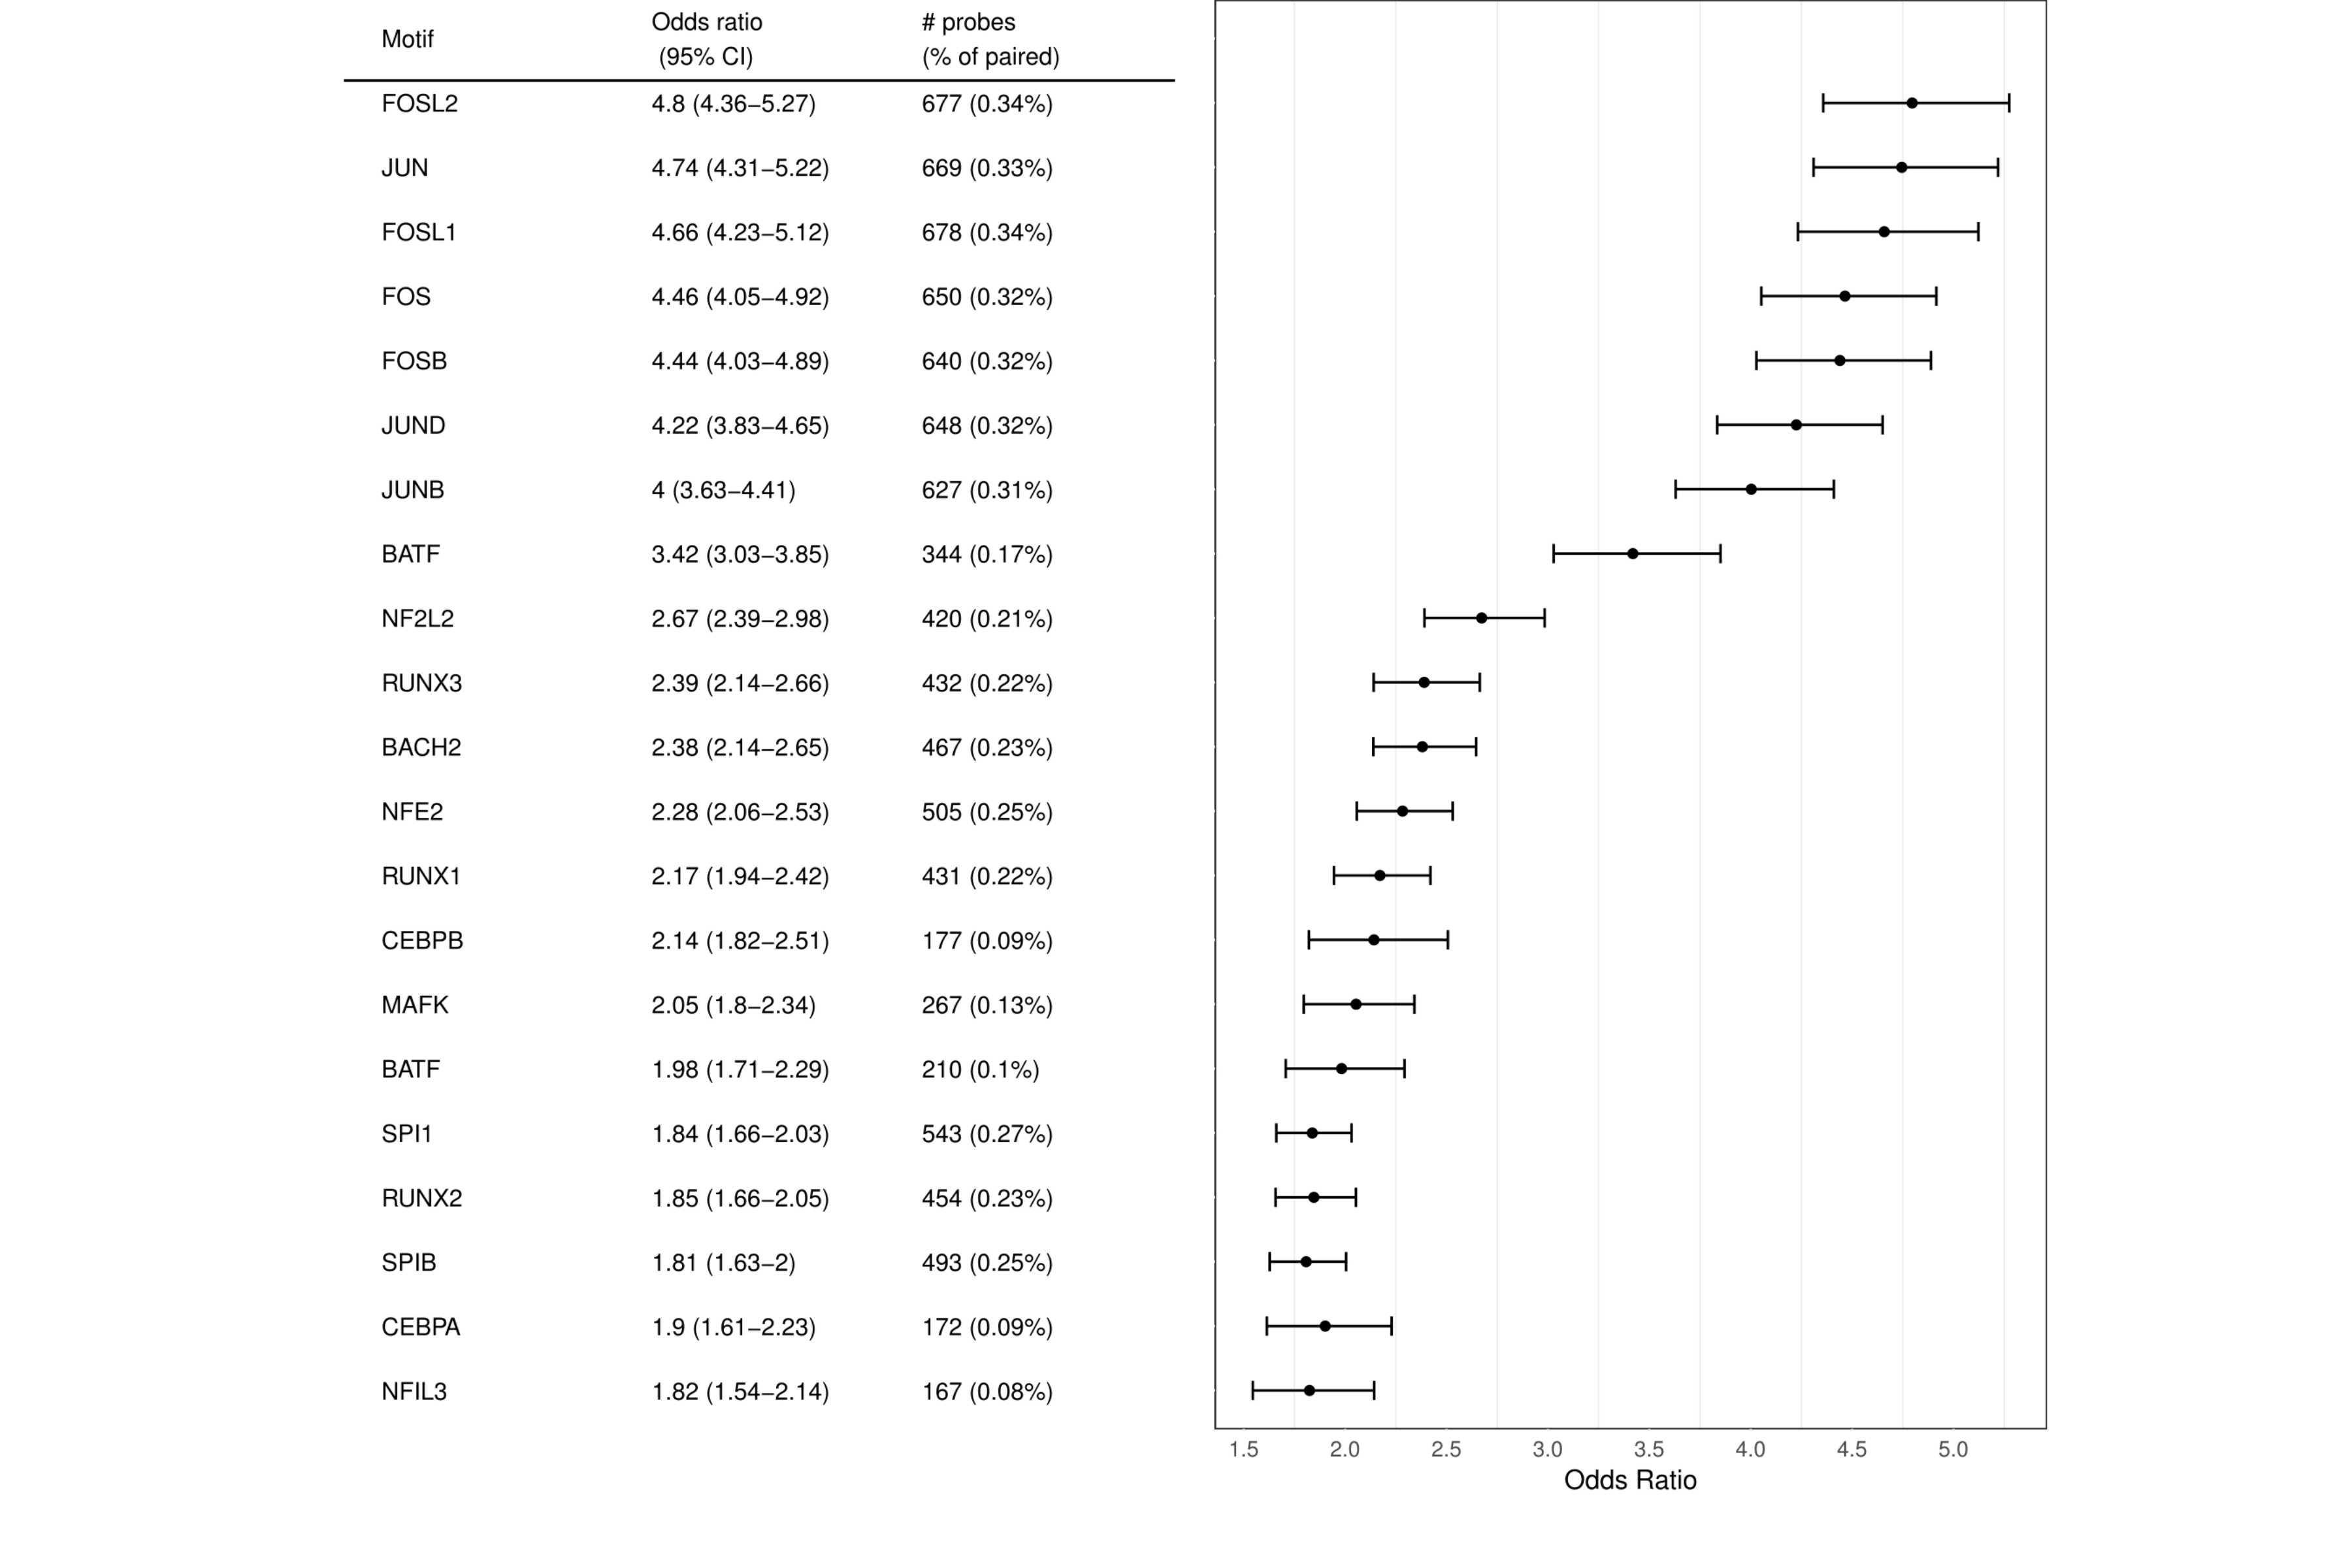 Motif Odds ratio (95% CI) # probes (% of paired)
FOSL2 4.8 (4.36–5.27) 677 (0.34%)
JUN 4.74 (4.31–5.22) 669 (0.33%)
FOSL1 4.66 (4.23–5.12) 678 (0.34%)
FOS 4.46 (4.05–4.92) 650 (0.32%)
FOSB 4.44 (4.03–4.89) 640 (0.32%)
JUND 4.22 (3.83–4.65) 648 (0.32%)
JUNB 4 (3.63–4.41) 627 (0.31%)
BATF 3.42 (3.03–3.85) 344 (0.17%)
NF2L2 2.67 (2.39–2.98) 420 (0.21%)
RUNX3 2.39 (2.14–2.66) 432 (0.22%)
BACH2 2.38 (2.14–2.65) 467 (0.23%)
NFE2 2.28 (2.06–2.53) 505 (0.25%)
RUNX1 2.17 (1.94–2.42) 431 (0.22%)
CEBPB 2.14 (1.82–2.51) 177 (0.09%)
MAFK 2.05 (1.8–2.34) 267 (0.13%)
BATF 1.98 (1.71–2.29) 210 (0.1%)
SPI1 1.84 (1.66–2.03) 543 (0.27%)
RUNX2 1.85 (1.66–2.05) 454 (0.23%)
SPIB 1.81 (1.63–2) 493 (0.25%)
CEBPA 1.9 (1.61–2.23) 172 (0.09%)
NFIL3 1.82 (1.54–2.14) 167 (0.08%)
1.5 2.0 2.5 3.0 3.5 4.0 4.5 5.0
Odds Ratio